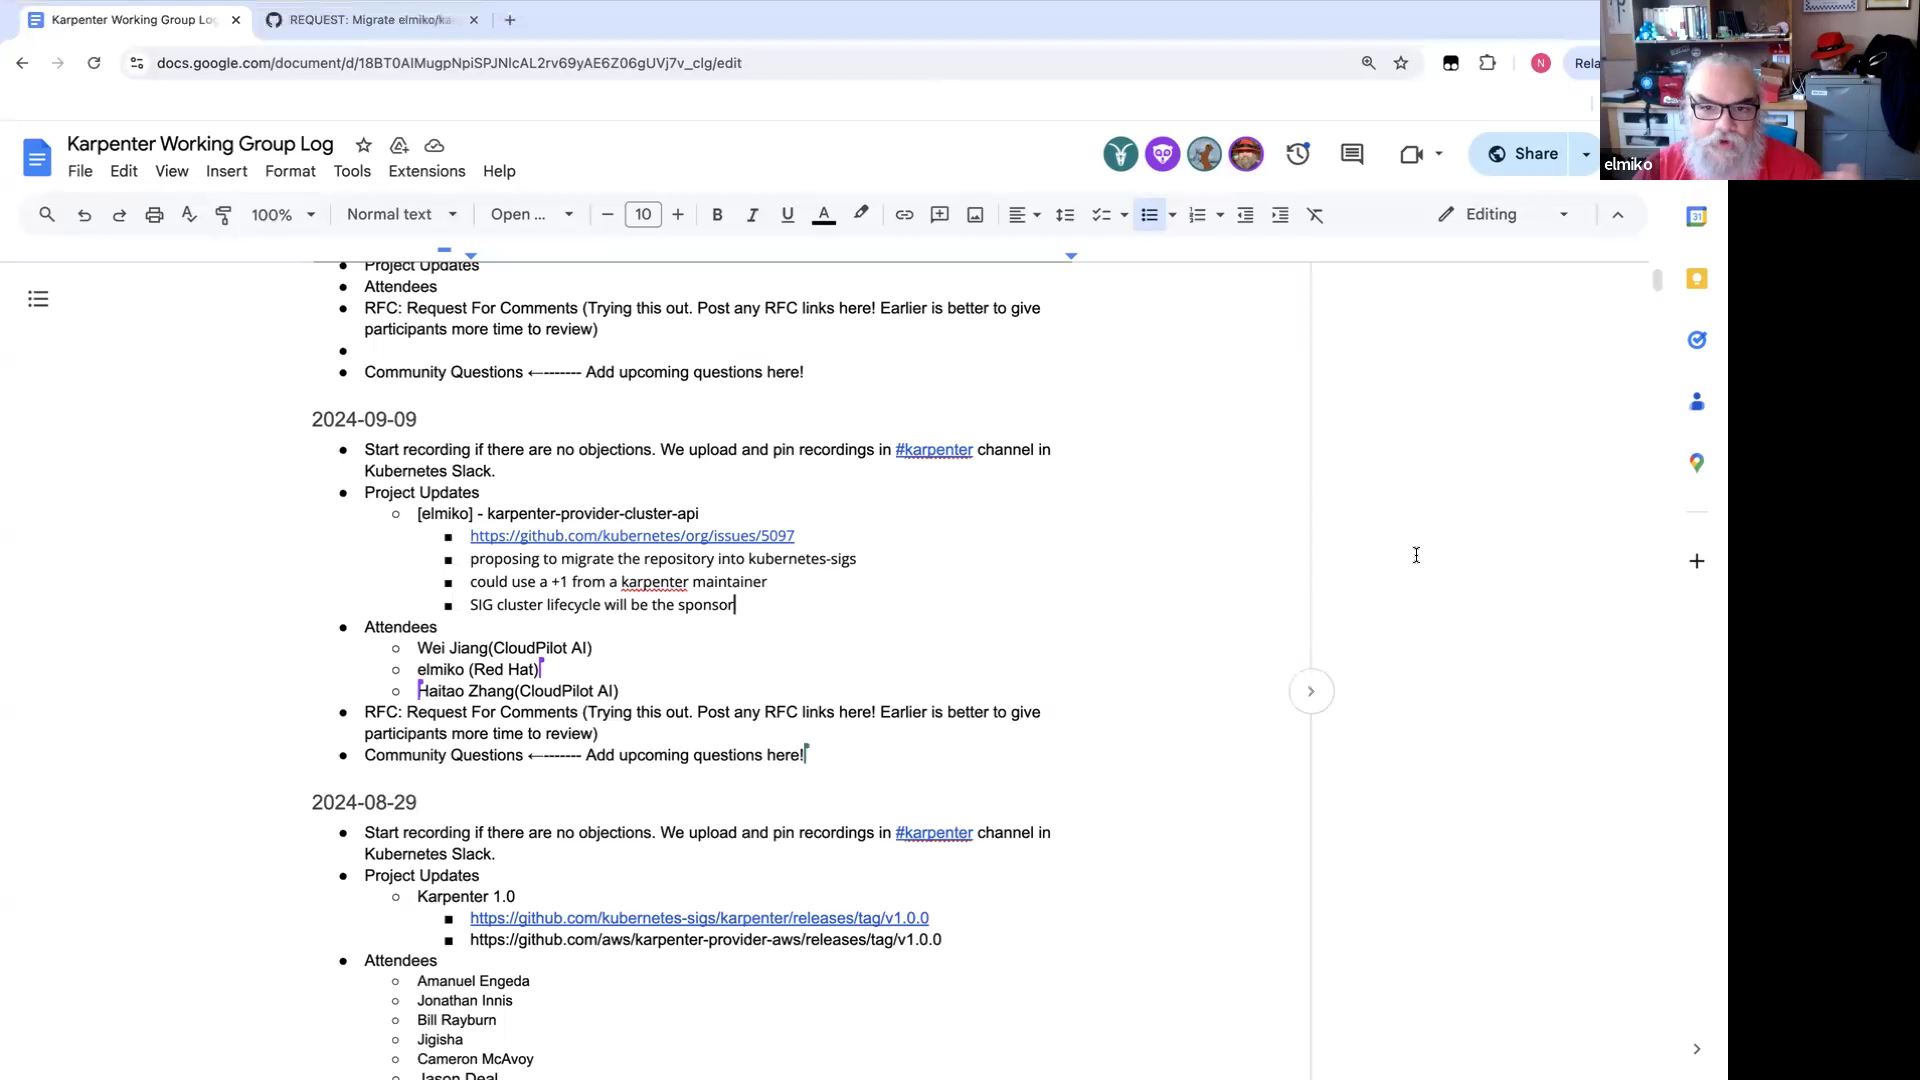 Karpenter Working Group Log
REQUEST: Migrate elmiko/ka
docs.google.com/document/d/18BT0AlMugpNpiSPJNlcAL2rv69yAE6Z06gUVj7v_clg/edit
N
Rela
elmiko
Karpenter Working Group Log
File Edit View Insert Format Tools Extensions Help
Share
100% Normal text Open ... 10 B I U A Editing
31
Project Updates
Attendees
RFC: Request For Comments (Trying this out. Post any RFC links here! Earlier is better to give
participants more time to review)
Community Questions ←------- Add upcoming questions here!
2024-09-09
Start recording if there are no objections. We upload and pin recordings in #karpenter channel in
Kubernetes Slack.
Project Updates
[elmiko] - karpenter-provider-cluster-api
https://github.com/kubernetes/org/issues/5097
proposing to migrate the repository into kubernetes-sigs
could use a +1 from a karpenter maintainer
SIG cluster lifecycle will be the sponsor
Attendees
Wei Jiang(CloudPilot AI)
elmiko (Red Hat)
Haitao Zhang(CloudPilot AI)
RFC: Request For Comments (Trying this out. Post any RFC links here! Earlier is better to give
participants more time to review)
Community Questions ←------- Add upcoming questions here!
2024-08-29
Start recording if there are no objections. We upload and pin recordings in #karpenter channel in
Kubernetes Slack.
Project Updates
Karpenter 1.0
https://github.com/kubernetes-sigs/karpenter/releases/tag/v1.0.0
https://github.com/aws/karpenter-provider-aws/releases/tag/v1.0.0
Attendees
Amanuel Engeda
Jonathan Innis
Bill Rayburn
Jigisha
Cameron McAvoy
Jason Deal